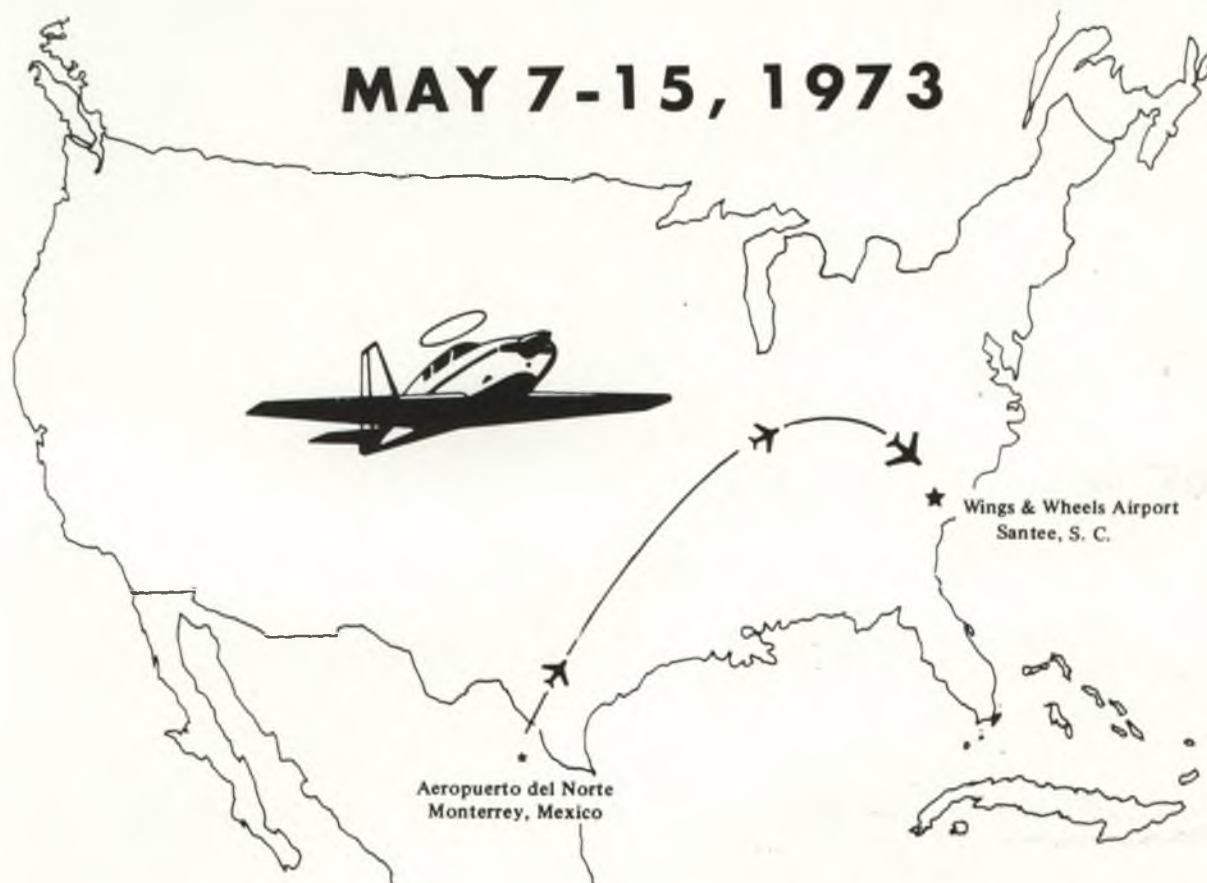 MAY 7-15, 1973
Wings & Wheels Airport
Santee, S. C.
Aeropuerto del Norte
Monterrey, Mexico